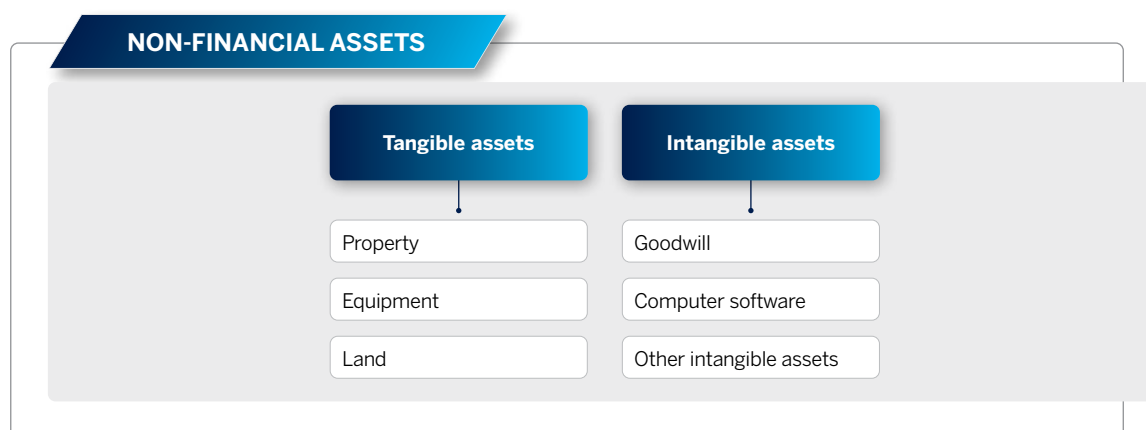 NON-FINANCIAL ASSETS
Tangible assets
Property
Equipment
Land
Intangible assets
Goodwill
Computer software
Other intangible assets